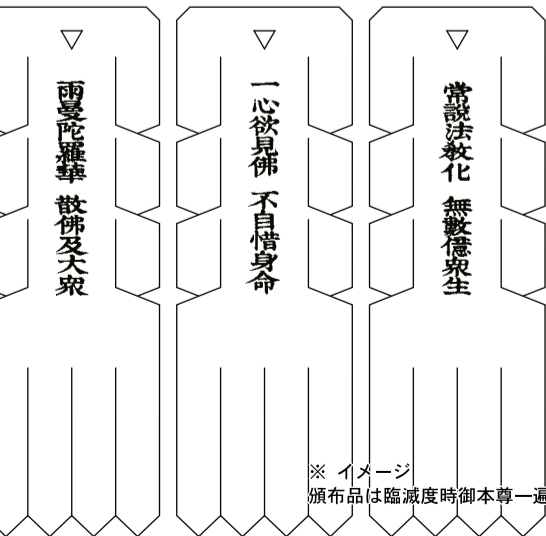 常說法教化　無數億衆生
一心欲見佛　不自惜身命
雨曼陀羅華　散佛及大衆
※ イメージ
頒布品は臨滅度時御本尊一遍